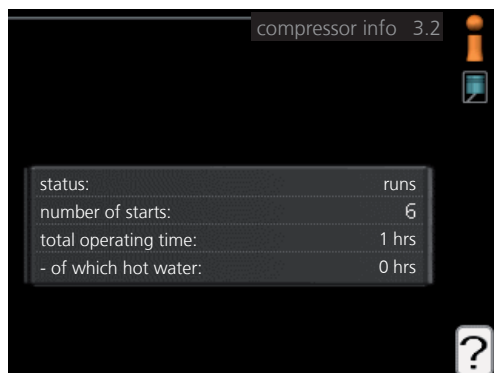 compressor info 3.2
status: runs
number of starts: 6
total operating time: 1 hrs
- of which hot water: 0 hrs
?